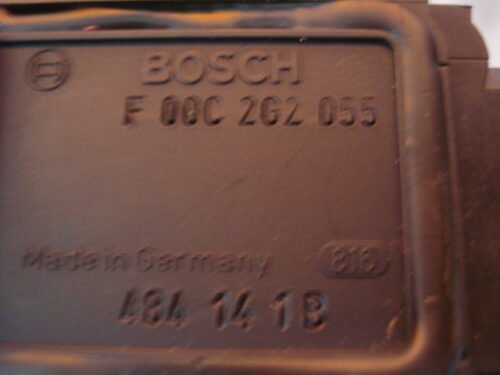 BOSCH
F 00C 2G2 055
Made in Germany 816
484 14 1B